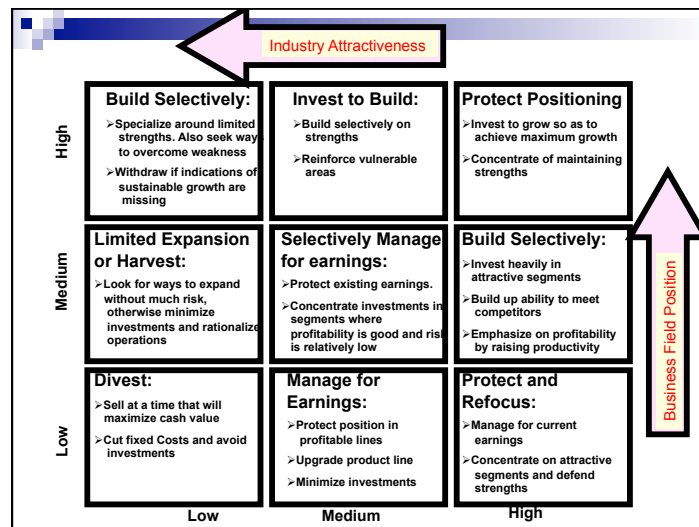 Industry Attractiveness
High
Build Selectively:
➢Specialize around limited
strengths. Also seek ways
to overcome weakness
➢Withdraw if indications of
sustainable growth are
missing
Invest to Build:
➢Build selectively on
strengths
➢Reinforce vulnerable
areas
Protect Positioning
➢Invest to grow so as to
achieve maximum growth
➢Concentrate of maintaining
strengths
Medium
Limited Expansion
or Harvest:
➢Look for ways to expand
without much risk,
otherwise minimize
investments and rationalize
operations
Selectively Manage
for earnings:
➢Protect existing earnings.
➢Concentrate investments in
segments where
profitability is good and risk
is relatively low
Build Selectively:
➢Invest heavily in
attractive segments
➢Build up ability to meet
competitors
➢Emphasize on profitability
by raising productivity
Business Field Position
Low
Divest:
➢Sell at a time that will
maximize cash value
➢Cut fixed Costs and avoid
investments
Manage for
Earnings:
➢Protect position in
profitable lines
➢Upgrade product line
➢Minimize investments
Protect and
Refocus:
➢Manage for current
earnings
➢Concentrate on attractive
segments and defend
strengths
Low
Medium
High